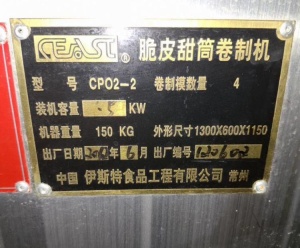 EAST® 脆皮甜筒卷制机
型 号 CP02-2 卷制模数量 4
装机容量 .5 KW
机器重量 150 KG 外形尺寸 1300X600X1150
出厂日期 年6月 出厂编号
中国 伊斯特食品工程有限公司 常州